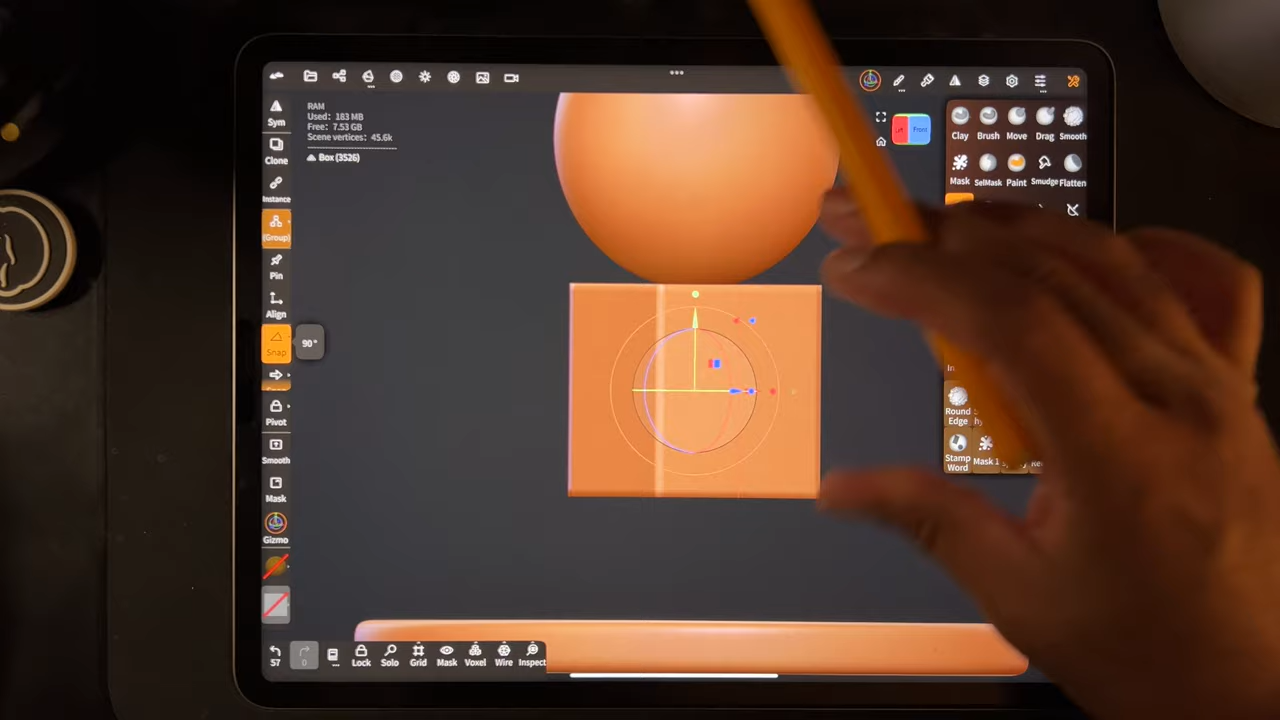 RAM
Used: 183 MB
Free: 7.53 GB
Scene vertices: 45.6k
Box (3526)
Sym
Clone
Instance
(Group)
Pin
Align
Snap
90°
Pivot
Smooth
Mask
Gizmo
57
0
Lock
Solo
Grid
Mask
Voxel
Wire
Inspect
Left
Front
Clay
Brush
Move
Drag
Smooth
Mask
SelMask
Paint
Smudge
Flatten
Round
Edge
Stamp
Word
Mask 1